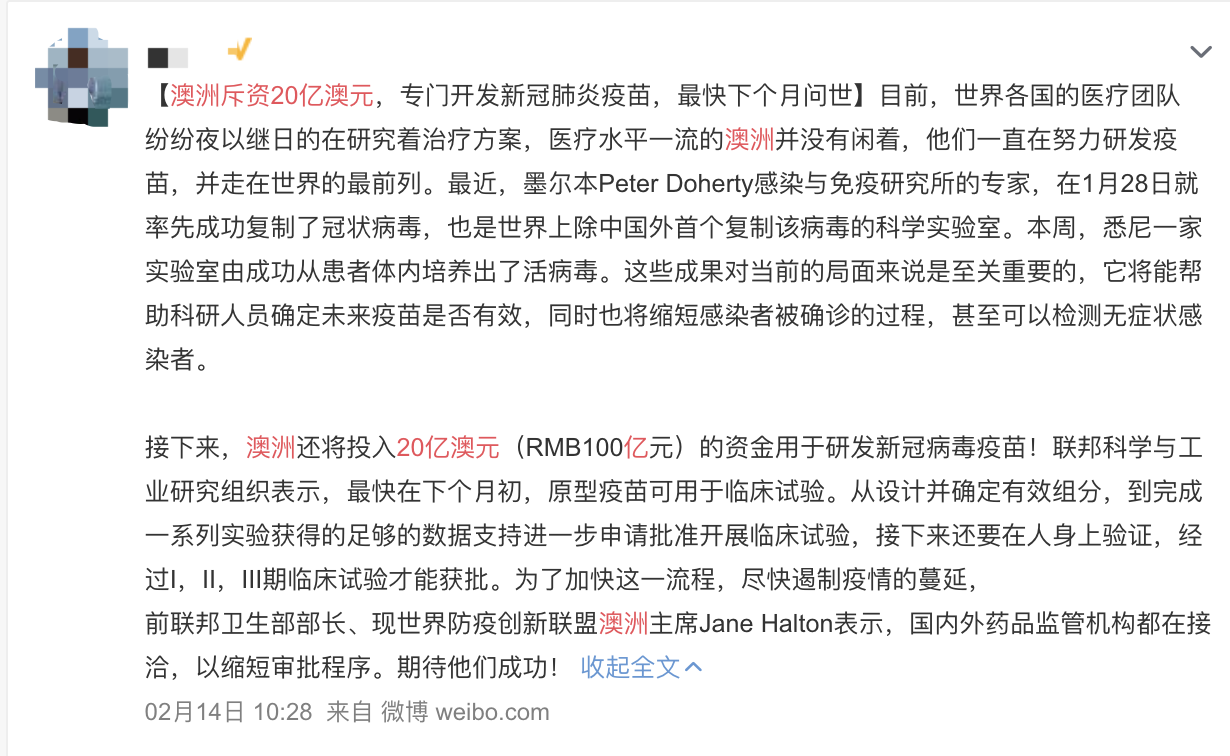 【澳洲斥资20亿澳元，专门开发新冠肺炎疫苗，最快下个月问世】目前，世界各国的医疗团队
纷纷夜以继日的在研究着治疗方案，医疗水平一流的澳洲并没有闲着，他们一直在努力研发疫
苗，并走在世界的最前列。最近，墨尔本Peter Doherty感染与免疫研究所的专家，在1月28日就
率先成功复制了冠状病毒，也是世界上除中国外首个复制该病毒的科学实验室。本周，悉尼一家
实验室由成功从患者体内培养出了活病毒。这些成果对当前的局面来说是至关重要的，它将能帮
助科研人员确定未来疫苗是否有效，同时也将缩短感染者被确诊的过程，甚至可以检测无症状感
染者。
接下来，澳洲还将投入20亿澳元（RMB100亿元）的资金用于研发新冠病毒疫苗！联邦科学与工
业研究组织表示，最快在下个月初，原型疫苗可用于临床试验。从设计并确定有效组分，到完成
一系列实验获得的足够的数据支持进一步申请批准开展临床试验，接下来还要在人身上验证，经
过I，II，III期临床试验才能获批。为了加快这一流程，尽快遏制疫情的蔓延，
前联邦卫生部部长、现世界防疫创新联盟澳洲主席Jane Halton表示，国内外药品监管机构都在接
洽，以缩短审批程序。期待他们成功！ 收起全文
02月14日 10:28 来自 微博 weibo.com